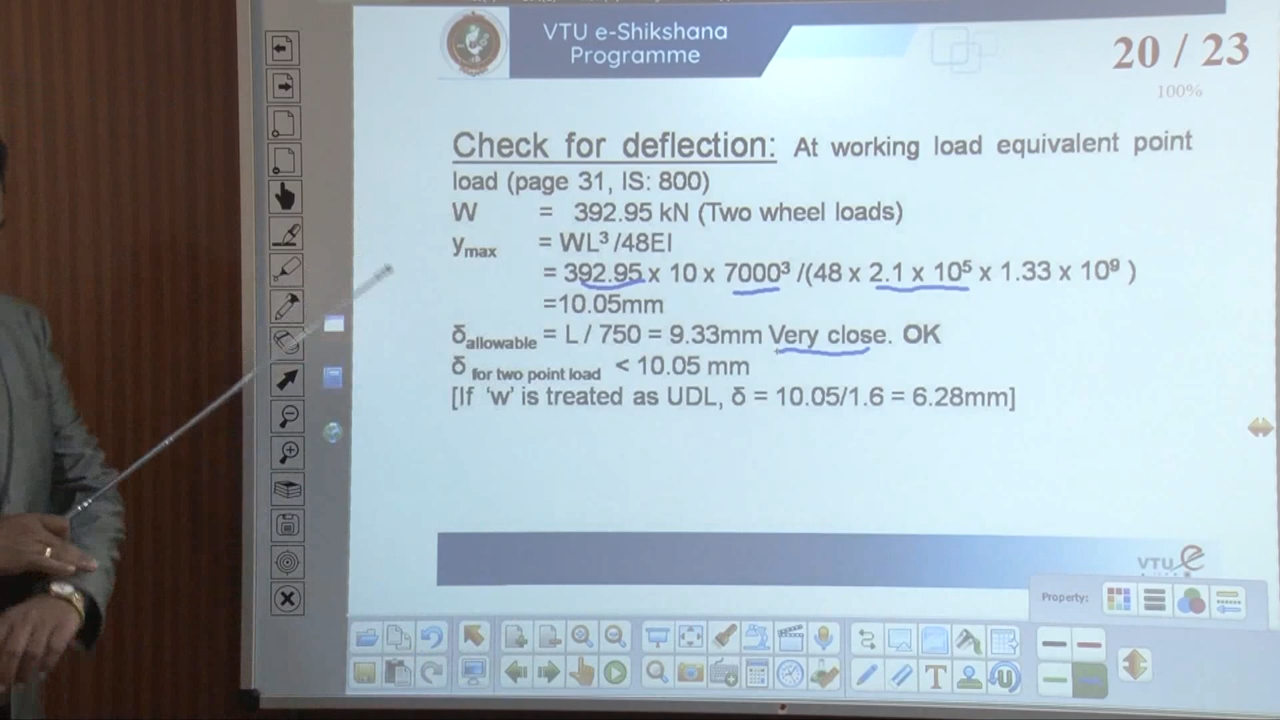 VTU e-Shikshana
Programme
20 / 23
100%
Check for deflection: At working load equivalent point
load (page 31, IS: 800)
W = 392.95 kN (Two wheel loads)
yₘₐₓ = WL³ /48EI
= 392.95 x 10 x 7000³ /(48 x 2.1 x 10⁵ x 1.33 x 10⁹ )
=10.05mm
δallowable = L / 750 = 9.33mm Very close. OK
δ for two point load < 10.05 mm
[If 'w' is treated as UDL, δ = 10.05/1.6 = 6.28mm]
VTU e
Property: